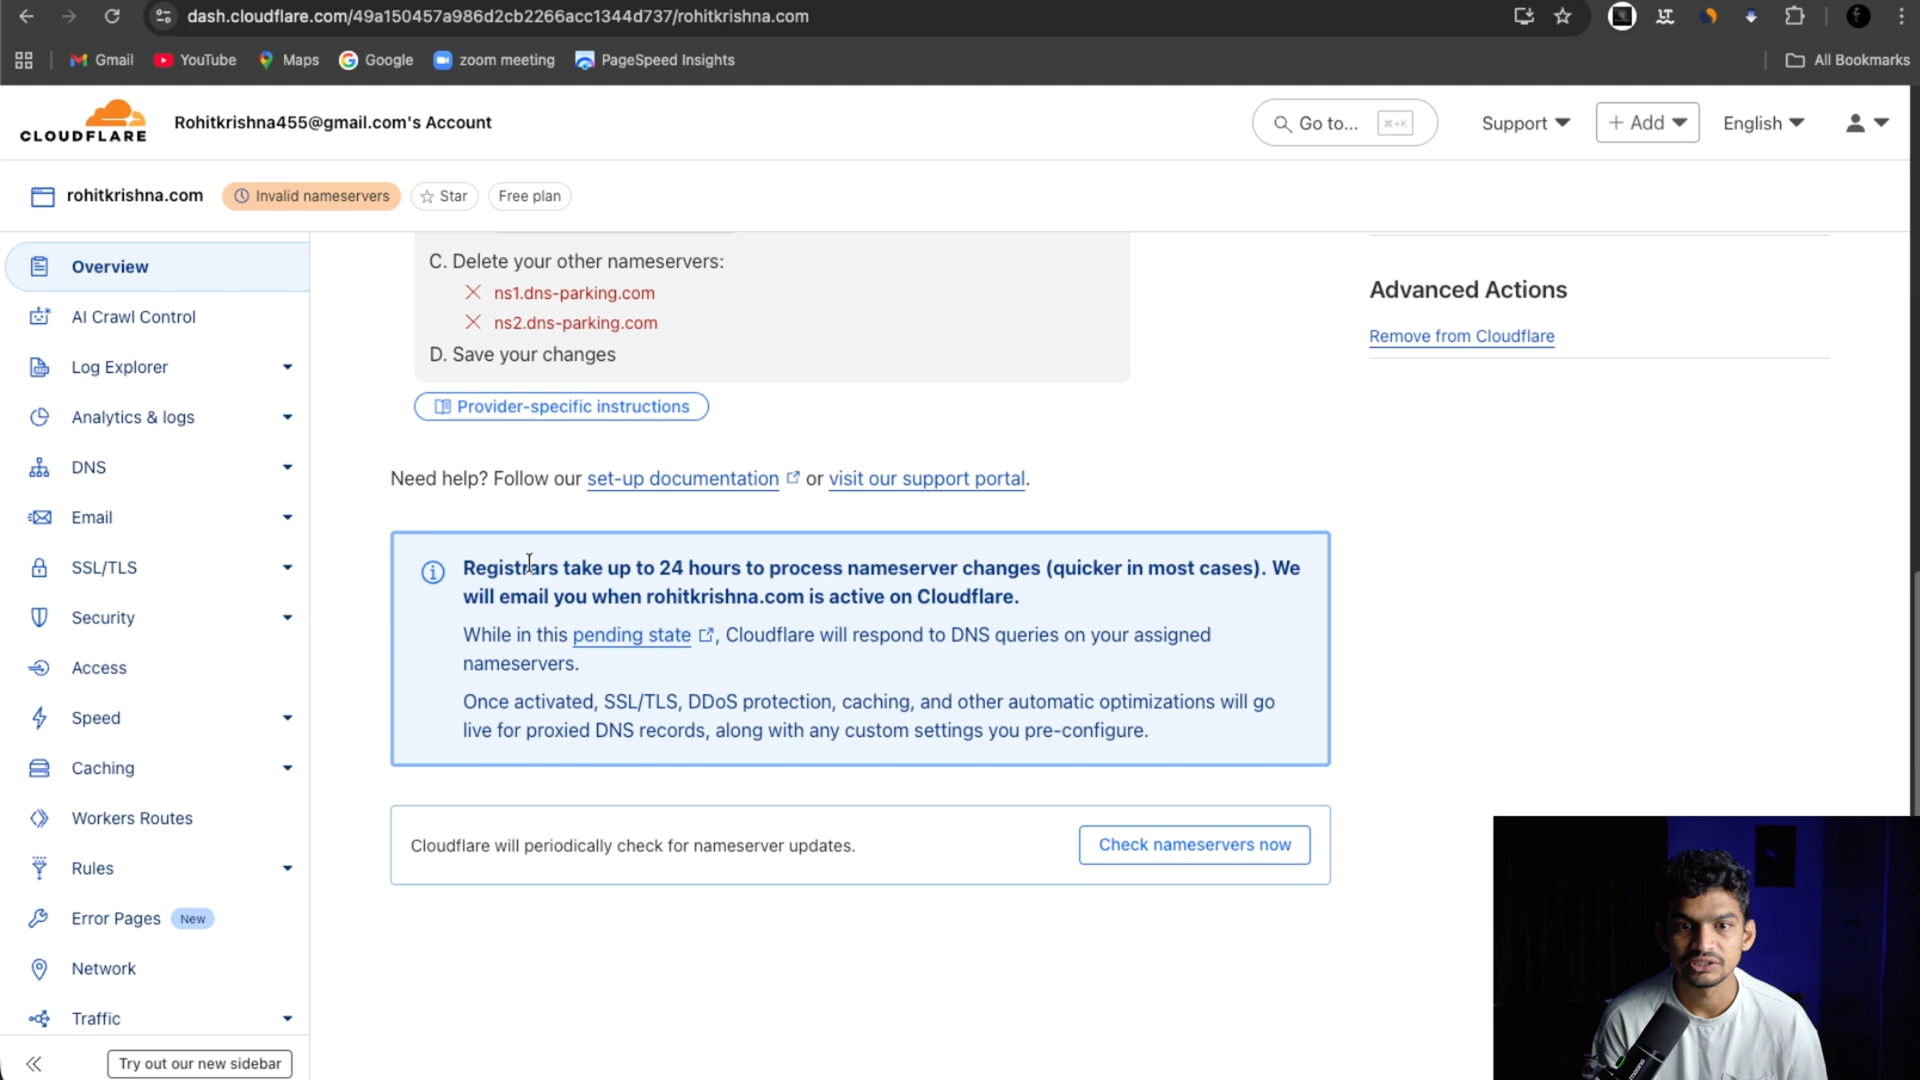 dash.cloudflare.com/49a150457a986d2cb2266acc1344d737/rohitkrishna.com
Gmail YouTube Maps Google zoom meeting PageSpeed Insights All Bookmarks
CLOUDFLARE Rohitkrishna455@gmail.com's Account Go to... ⌘+K Support + Add English
rohitkrishna.com Invalid nameservers Star Free plan
Overview
AI Crawl Control
Log Explorer
Analytics & logs
DNS
Email
SSL/TLS
Security
Access
Speed
Caching
Workers Routes
Rules
Error Pages New
Network
Traffic
Try out our new sidebar
C. Delete your other nameservers:
ns1.dns-parking.com
ns2.dns-parking.com
D. Save your changes
Provider-specific instructions
Need help? Follow our set-up documentation or visit our support portal.
Registrars take up to 24 hours to process nameserver changes (quicker in most cases). We
will email you when rohitkrishna.com is active on Cloudflare.
While in this pending state, Cloudflare will respond to DNS queries on your assigned
nameservers.
Once activated, SSL/TLS, DDoS protection, caching, and other automatic optimizations will go
live for proxied DNS records, along with any custom settings you pre-configure.
Cloudflare will periodically check for nameserver updates. Check nameservers now
Advanced Actions
Remove from Cloudflare